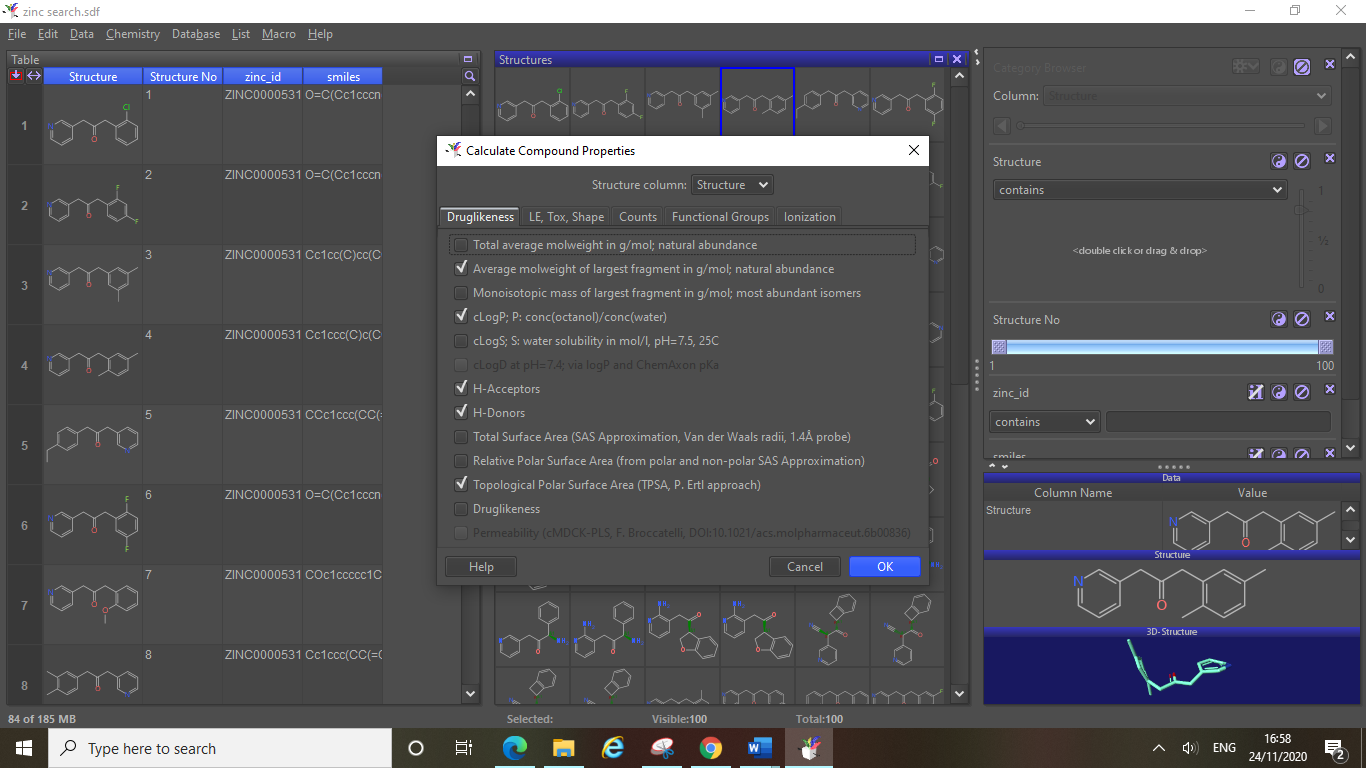 zinc search.sdf
File Edit Data Chemistry Database List Macro Help
Table
Structure Structure No zinc_id smiles
1 1 ZINC0000531 O=C(Cc1cccn
2 2 ZINC0000531 O=C(Cc1cccn
3 3 ZINC0000531 Cc1cc(C)cc(C
4 4 ZINC0000531 Cc1ccc(C)c(C
5 5 ZINC0000531 CCc1ccc(CC(=
6 6 ZINC0000531 O=C(Cc1cccn
7 7 ZINC0000531 COc1ccccc1C
8 8 ZINC0000531 Cc1ccc(CC(=O
Structures
Calculate Compound Properties
Structure column: Structure
Druglikeness LE, Tox, Shape Counts Functional Groups Ionization
Total average molweight in g/mol; natural abundance
Average molweight of largest fragment in g/mol; natural abundance
Monoisotopic mass of largest fragment in g/mol; most abundant isomers
cLogP; P: conc(octanol)/conc(water)
cLogS; S: water solubility in mol/l, pH=7.5, 25C
cLogD at pH=7.4; via logP and ChemAxon pKa
H-Acceptors
H-Donors
Total Surface Area (SAS Approximation, Van der Waals radii, 1.4Å probe)
Relative Polar Surface Area (from polar and non-polar SAS Approximation)
Topological Polar Surface Area (TPSA, P. Ertl approach)
Druglikeness
Permeability (cMDCK-PLS, F. Broccatelli, DOI:10.1021/acs.molpharmaceut.6b00836)
Help Cancel OK
Category Browser
Column: Structure
Structure
contains
1
½
0
<double click or drag & drop>
Structure No
1 100
zinc_id
contains
smiles
Data
Column Name Value
Structure
Structure
3D-Structure
84 of 185 MB Selected: Visible:100 Total:100
Type here to search
ENG
16:58
24/11/2020
2